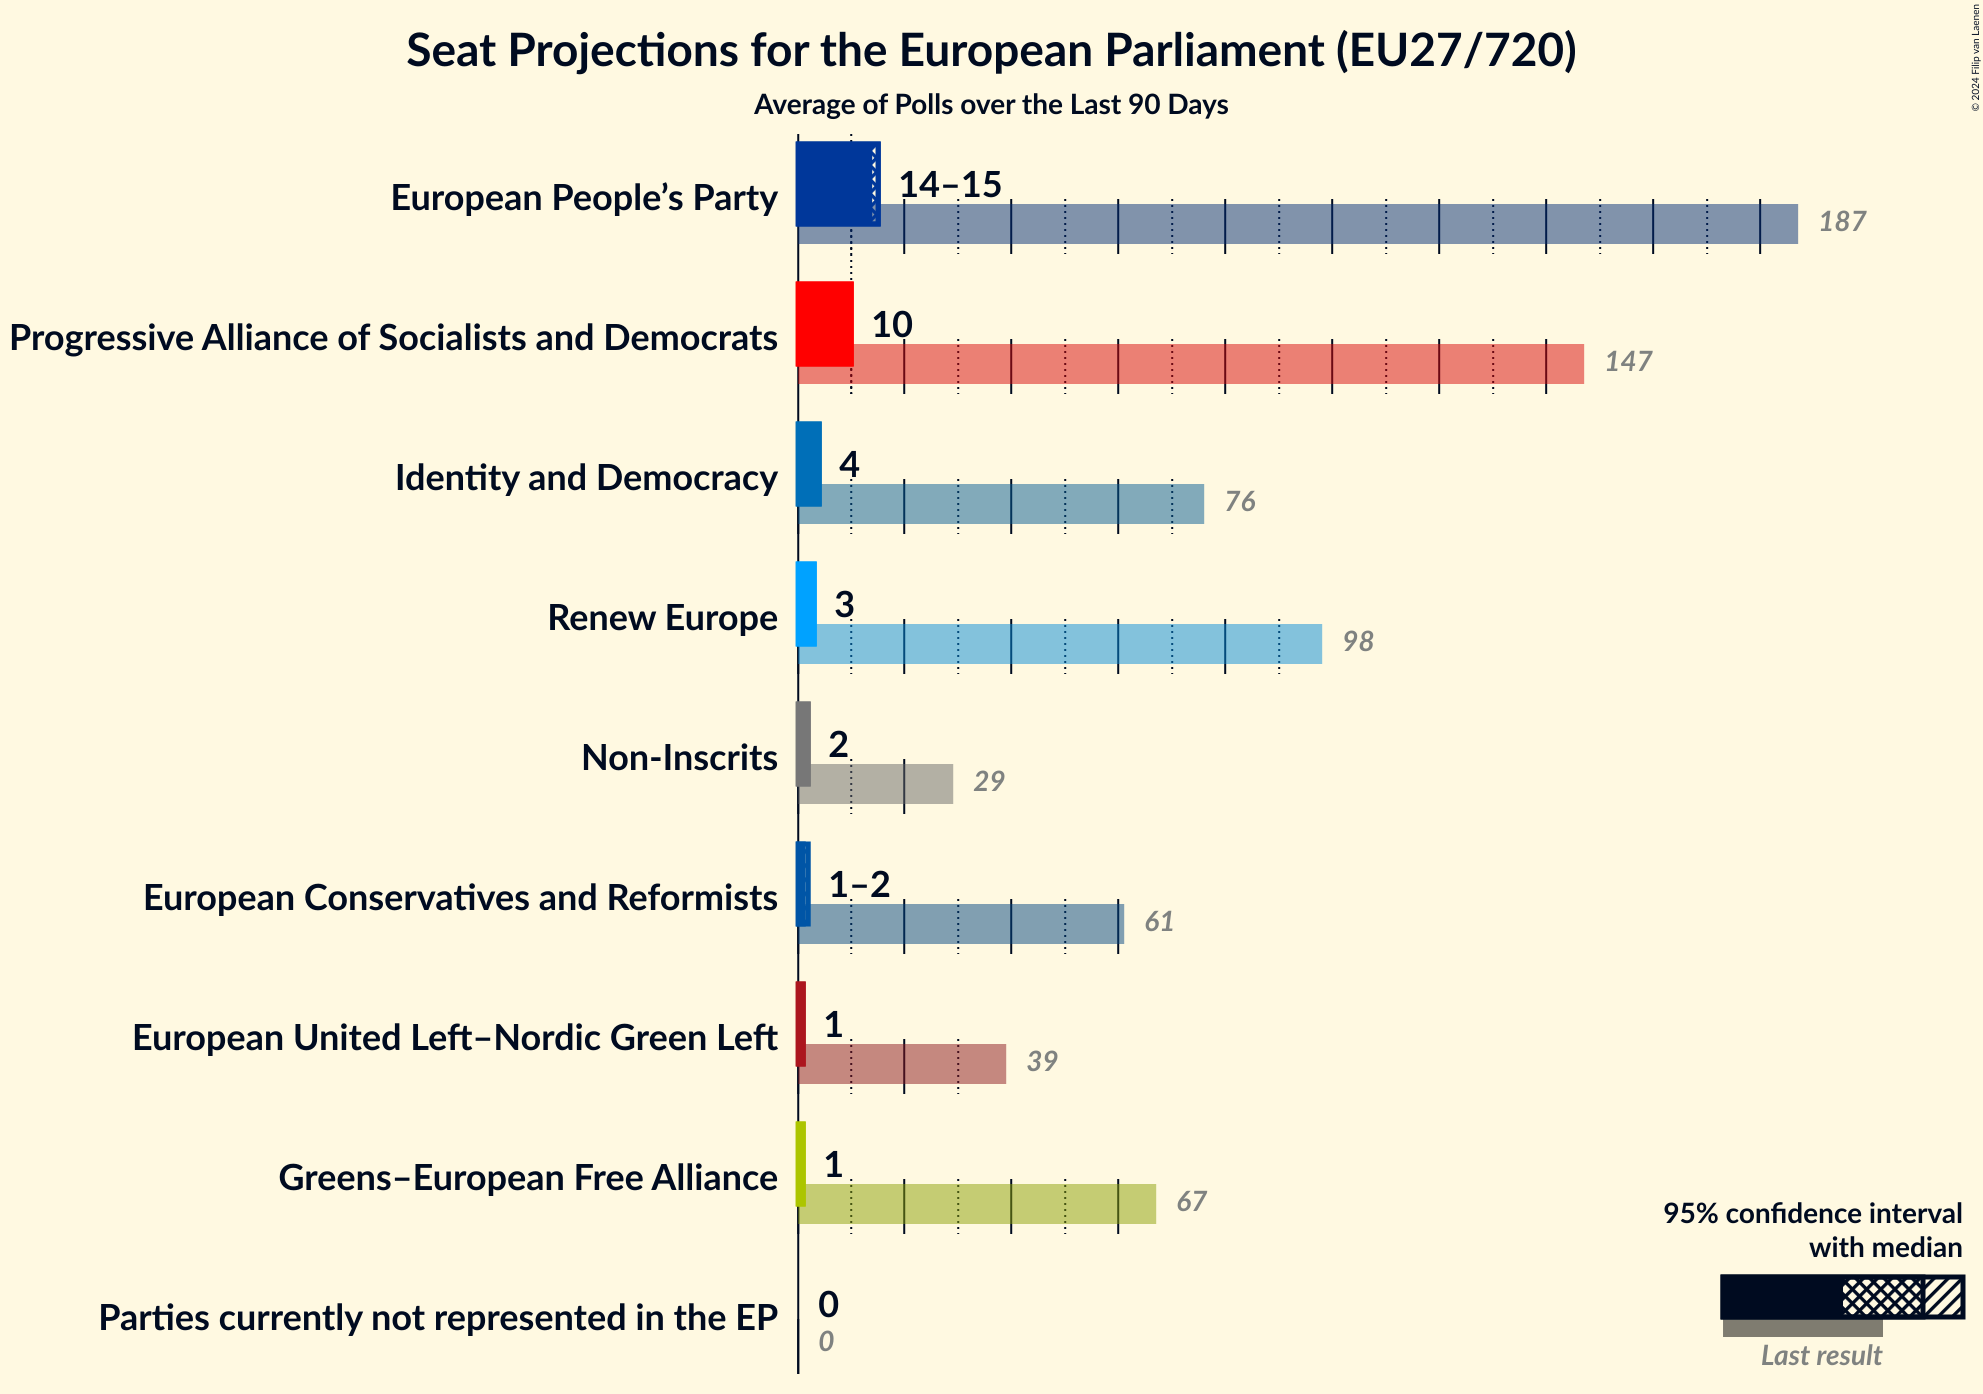 Seat Projections for the European Parliament (EU27/720)
Average of Polls over the Last 90 Days
© 2024 Filip van Laenen
European People’s Party
14–15
187
Progressive Alliance of Socialists and Democrats
10
147
Identity and Democracy
4
76
Renew Europe
3
98
Non-Inscrits
2
29
European Conservatives and Reformists
1–2
61
European United Left–Nordic Green Left
1
39
Greens–European Free Alliance
1
67
Parties currently not represented in the EP
0
0
95% confidence interval
with median
Last result